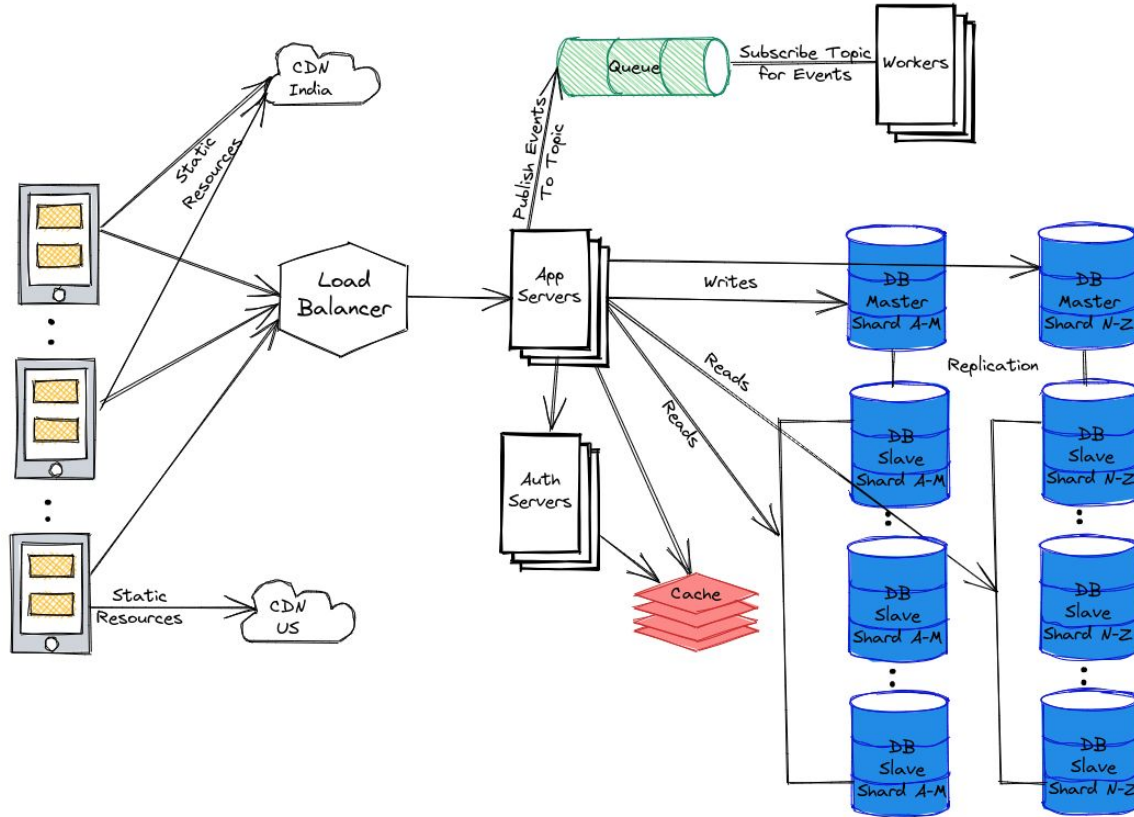 CDN
India
Static
Resources
Queue
Subscribe Topic
for Events
Workers
Publish Events
To Topic
Load
Balancer
App
Servers
Writes
DB
Master
Shard A-M
DB
Master
Shard N-Z
Replication
Reads
Reads
DB
Slave
Shard A-M
DB
Slave
Shard N-Z
Auth
Servers
Cache
DB
Slave
Shard A-M
DB
Slave
Shard N-Z
Static
Resources
CDN
US
DB
Slave
Shard A-M
DB
Slave
Shard N-Z